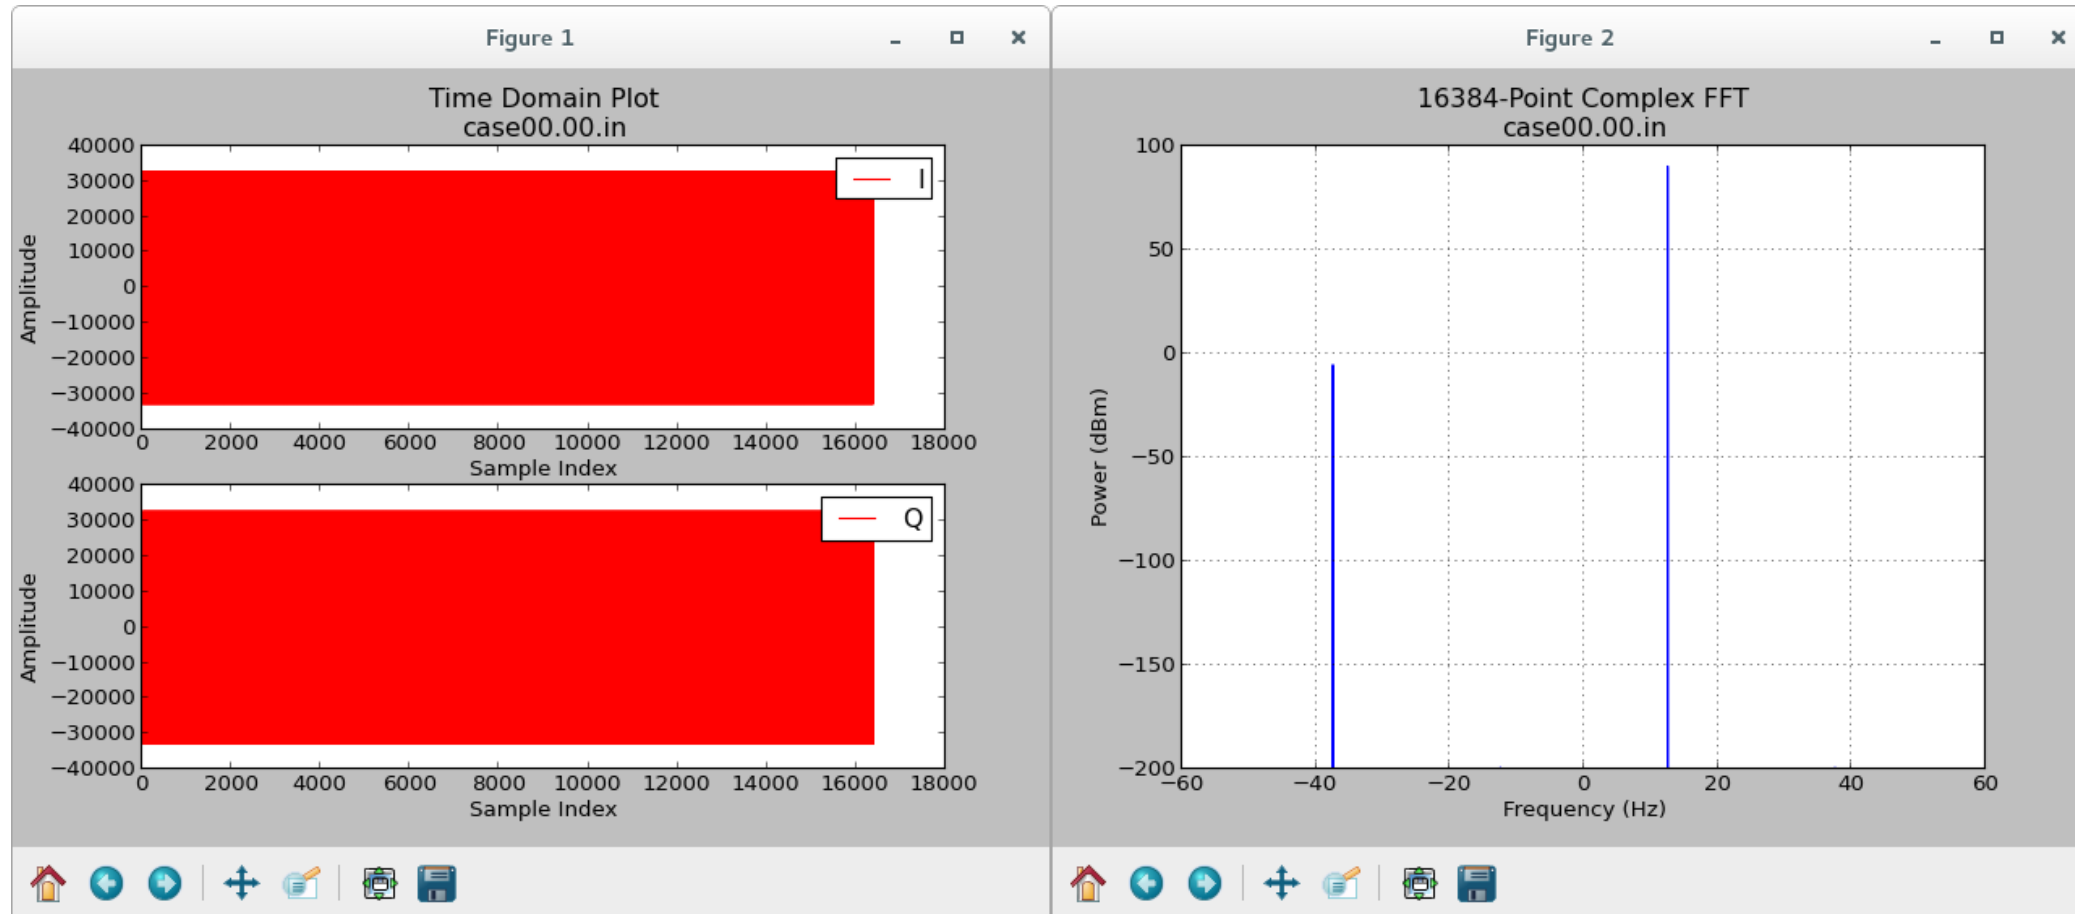 Figure 1
Time Domain Plot
case00.00.in
40000
30000
20000
10000
0
−10000
−20000
−30000
−40000
Amplitude
I
0 2000 4000 6000 8000 10000 12000 14000 16000 18000
Sample Index
40000
30000
20000
10000
0
−10000
−20000
−30000
−40000
Amplitude
Q
0 2000 4000 6000 8000 10000 12000 14000 16000 18000
Sample Index
Figure 2
16384-Point Complex FFT
case00.00.in
100
50
0
−50
−100
−150
−200
Power (dBm)
−60 −40 −20 0 20 40 60
Frequency (Hz)